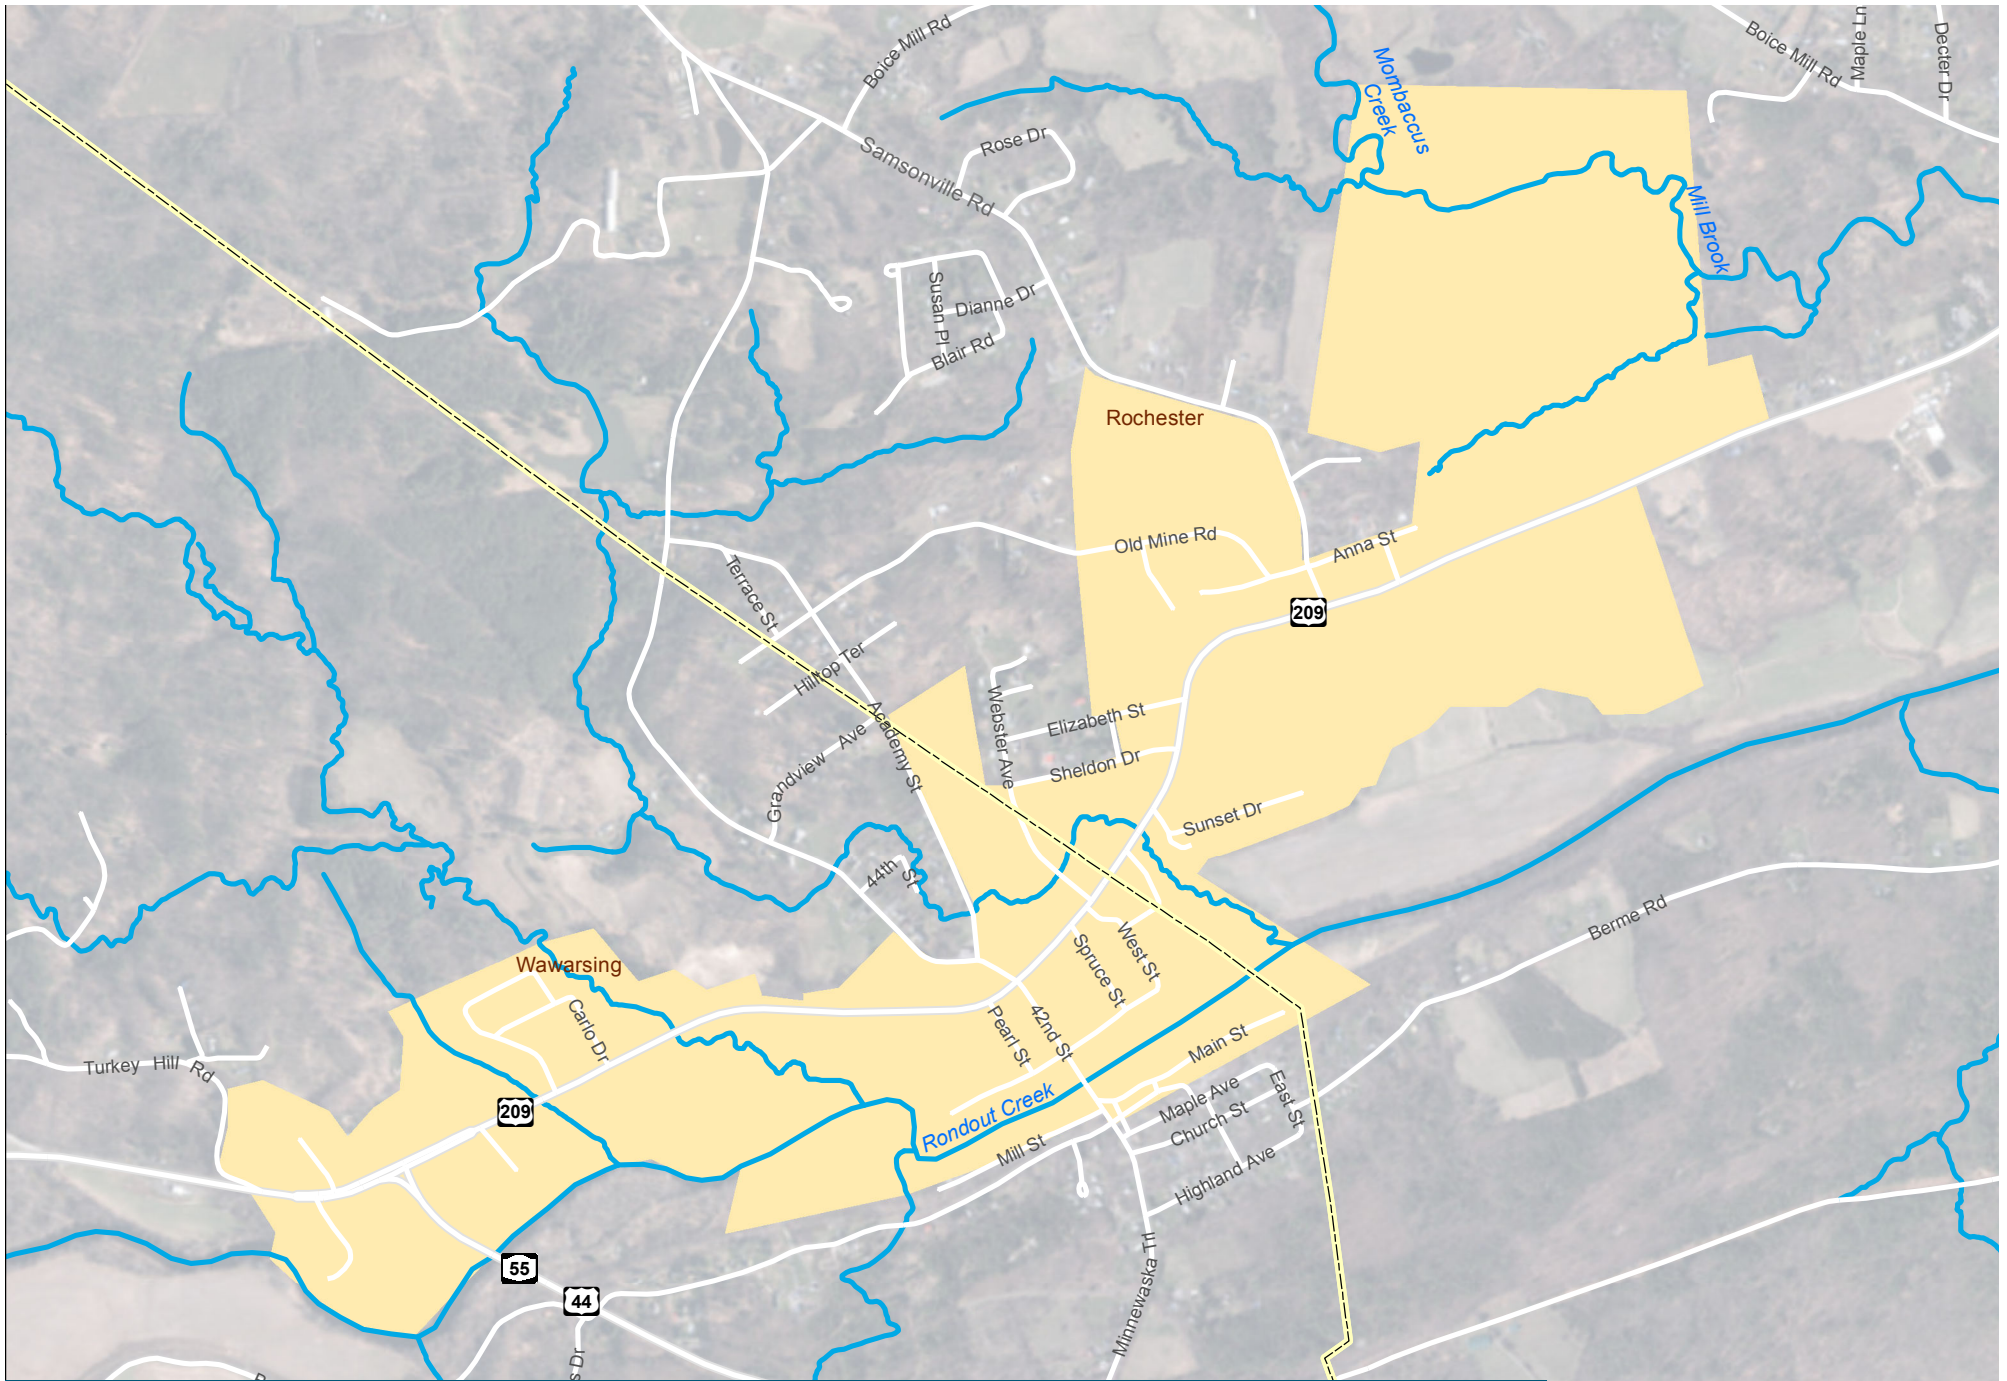 Boice Mill Rd
Mombaccus
Creek
Boice Mill Rd
Maple Ln
Decter Dr
Rose Dr
Samsonville Rd
Mill Brook
Susan Pl
Dianne Dr
Blair Rd
Rochester
Old Mine Rd
Anna St
Terrace St
209
Hilltop Ter
Webster Ave
Elizabeth St
Academy St
Grandview Ave
Sheldon Dr
Sunset Dr
44th St
Berme Rd
West St
Spruce St
Wawarsing
Carlo Dr
Pearl St
42nd St
Main St
Turkey Hill Rd
209
Rondout Creek
Maple Ave
East St
Church St
Mill St
Highland Ave
55
44
Minnewaska Trl
s Dr